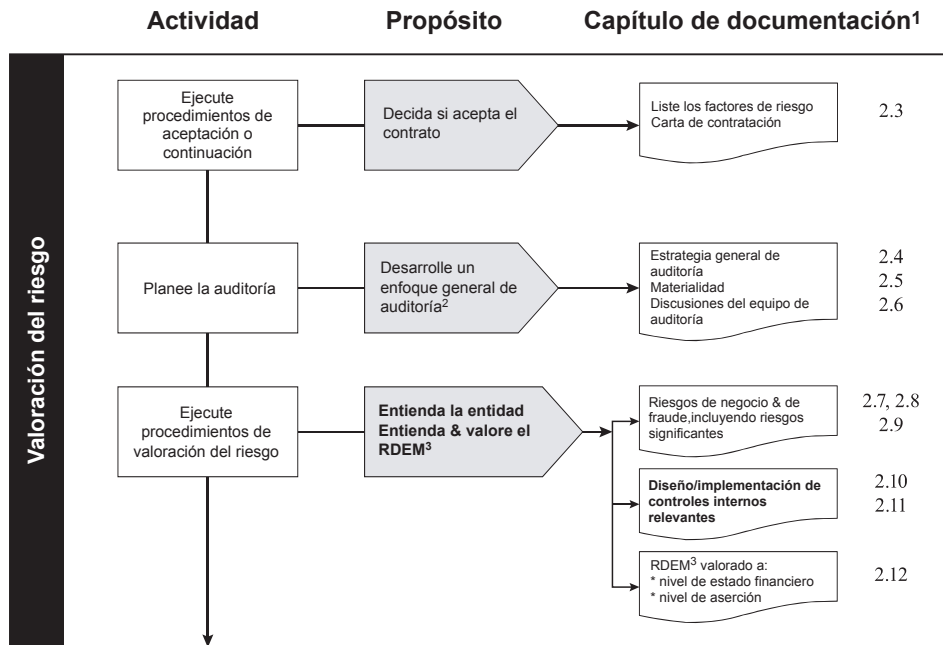 Actividad
Propósito
Capítulo de documentación1
Valoración del riesgo
Ejecute
procedimientos de
aceptación o
continuación
Decida si acepta el
contrato
Liste los factores de riesgo
Carta de contratación
2.3
Planee la auditoría
Desarrolle un
enfoque general de
auditoría2
Estrategia general de
auditoría
Materialidad
Discusiones del equipo de
auditoría
2.4
2.5
2.6
Ejecute
procedimientos de
valoración del riesgo
Entienda la entidad
Entienda & valore el
RDEM3
Riesgos de negocio & de
fraude,incluyendo riesgos
significantes
2.7, 2.8
2.9
Diseño/implementación de
controles internos
relevantes
2.10
2.11
RDEM3 valorado a:
* nivel de estado financiero
* nivel de aserción
2.12